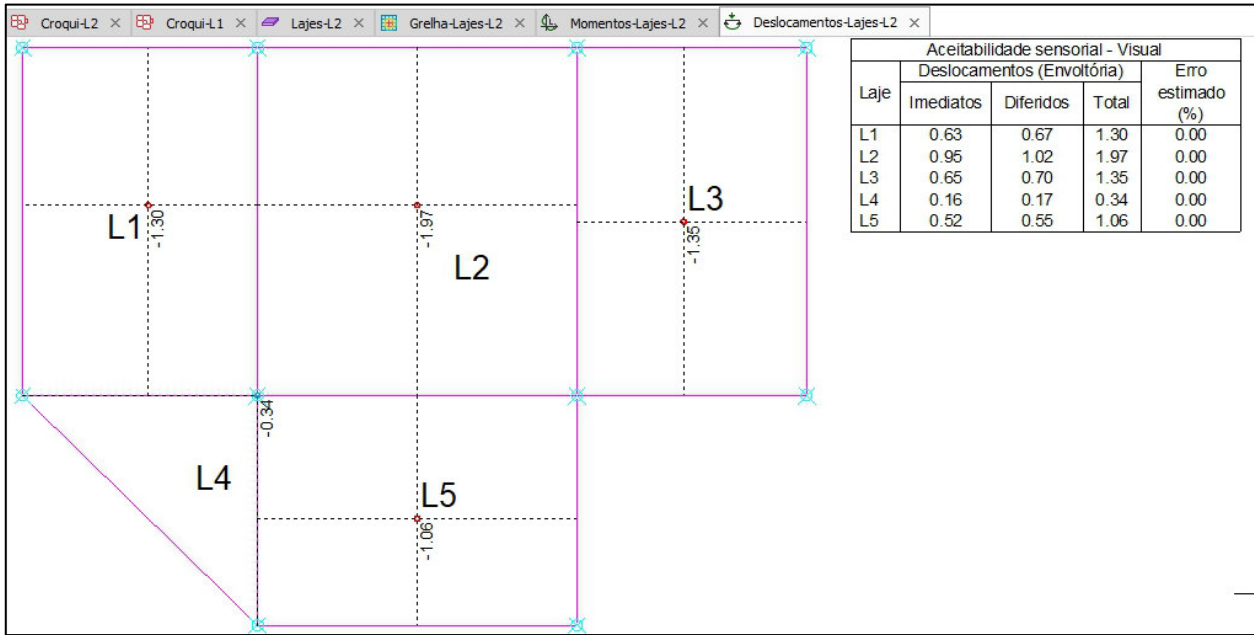 Croqui-L2 × Croqui-L1 × Lajes-L2 × Grelha-Lajes-L2 × Momentos-Lajes-L2 × Deslocamentos-Lajes-L2 ×
Aceitabilidade sensorial - Visual
Laje Deslocamentos (Envoltória) Erro estimado (%)
Imediatos Diferidos Total
L1 0.63 0.67 1.30 0.00
L2 0.95 1.02 1.97 0.00
L3 0.65 0.70 1.35 0.00
L4 0.16 0.17 0.34 0.00
L5 0.52 0.55 1.06 0.00
L1
-1.30
-1.97
L2
L3
-1.35
-0.34
L4
L5
-1.06